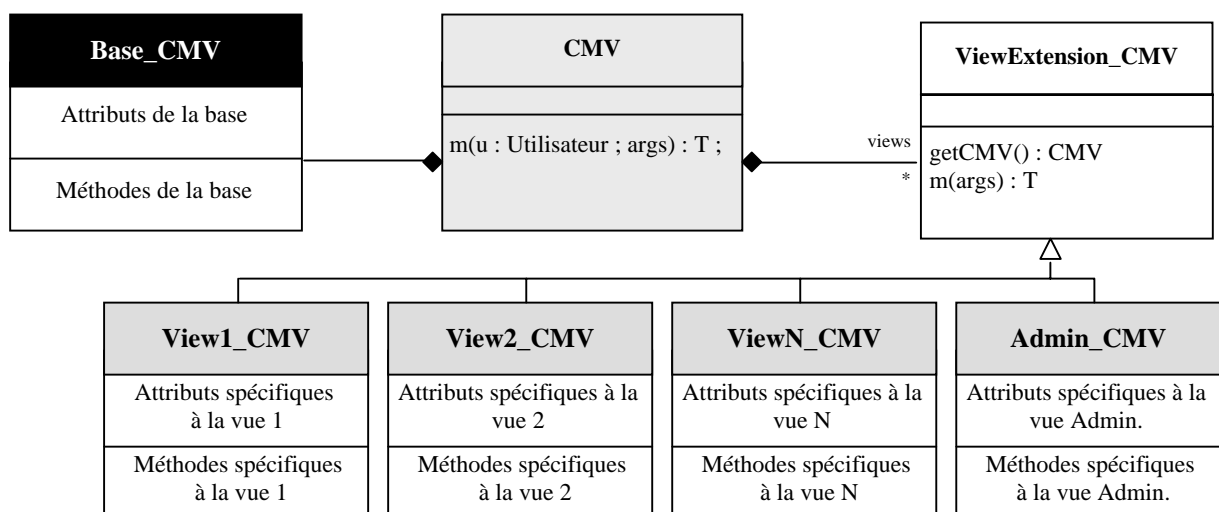 Base_CMV
Attributs de la base
Méthodes de la base
CMV
m(u : Utilisateur ; args) : T ;
views
*
ViewExtension_CMV
getCMV() : CMV
m(args) : T
View1_CMV
Attributs spécifiques
à la vue 1
Méthodes spécifiques
à la vue 1
View2_CMV
Attributs spécifiques à la
vue 2
Méthodes spécifiques
à la vue 2
ViewN_CMV
Attributs spécifiques à la
vue N
Méthodes spécifiques
à la vue N
Admin_CMV
Attributs spécifiques à la
vue Admin.
Méthodes spécifiques
à la vue Admin.